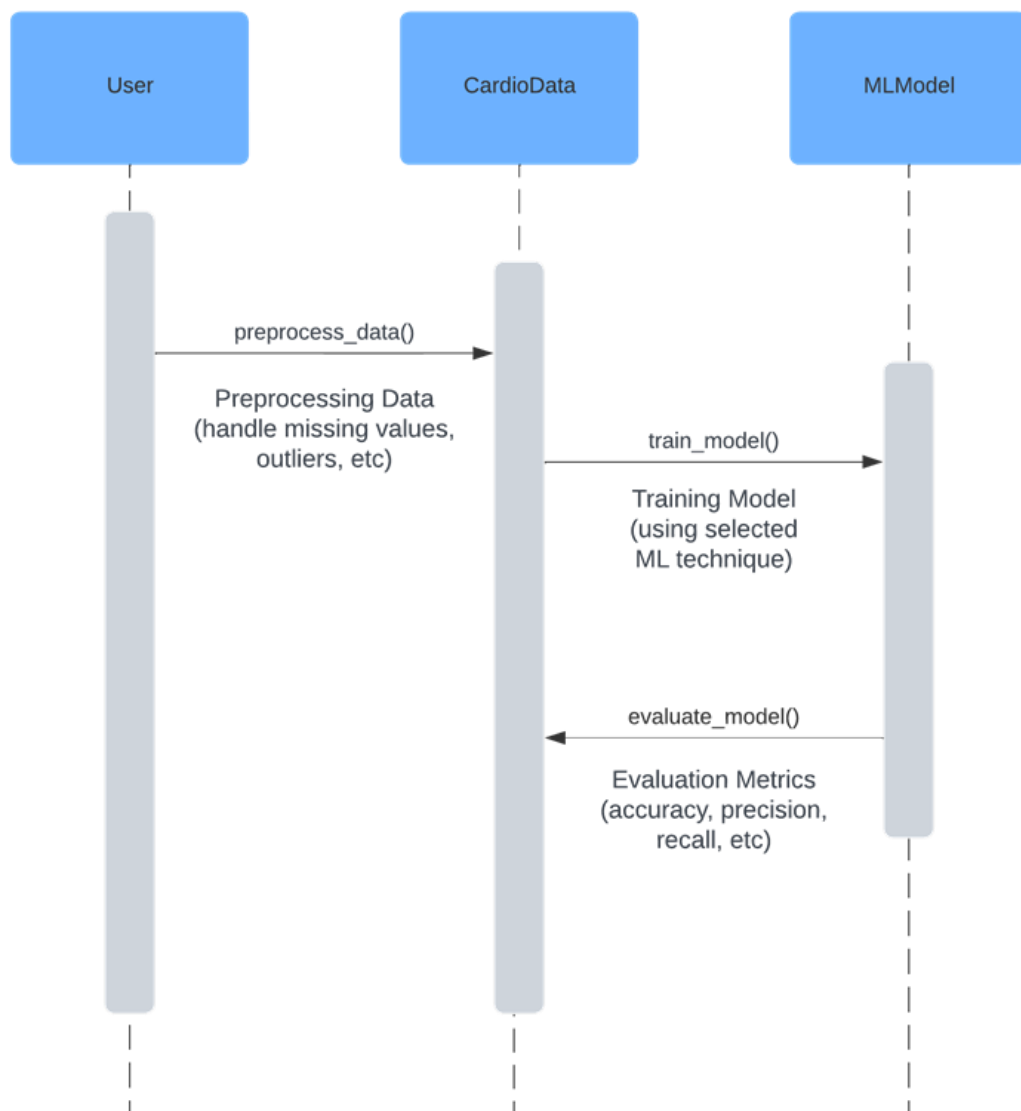 User
CardioData
MLModel
preprocess_data()
Preprocessing Data
(handle missing values,
outliers, etc)
train_model()
Training Model
(using selected
ML technique)
evaluate_model()
Evaluation Metrics
(accuracy, precision,
recall, etc)